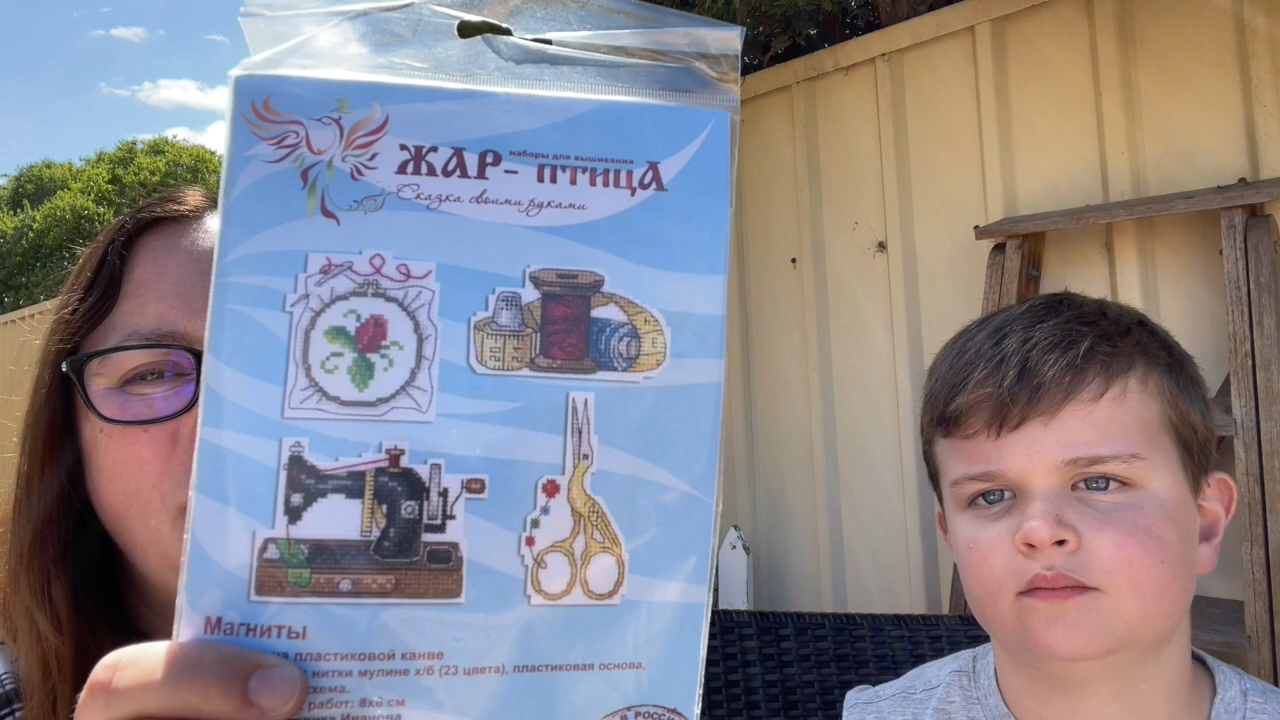 наборы для вышивания
ЖАР-ПТИЦА
Сказка своими руками
Магниты
на пластиковой канве
нитки мулине х/б (23 цвета), пластиковая основа,
схема.
работ: 8х8 см
Иванова